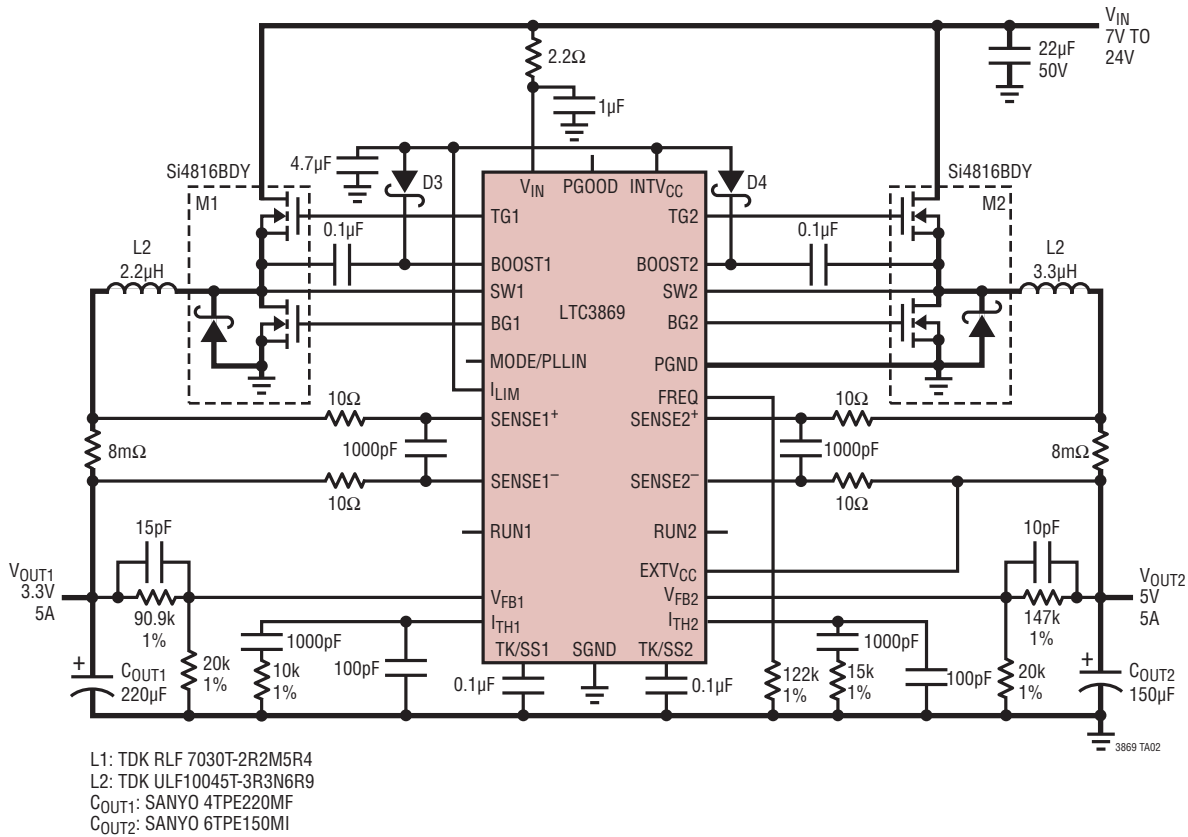 VIN
7V TO
24V
2.2Ω
22µF
50V
1µF
4.7µF
D3
D4
Si4816BDY
Si4816BDY
M1
M2
VIN
PGOOD
INTVCC
TG1
TG2
0.1µF
0.1µF
L2
2.2µH
L2
3.3µH
BOOST1
BOOST2
SW1
SW2
LTC3869
BG1
BG2
MODE/PLLIN
PGND
ILIM
FREQ
10Ω
10Ω
SENSE1+
SENSE2+
8mΩ
1000pF
1000pF
8mΩ
SENSE1–
SENSE2–
10Ω
10Ω
RUN1
RUN2
15pF
10pF
EXTVCC
VOUT1
3.3V
5A
VOUT2
5V
5A
90.9k
1%
147k
1%
VFB1
VFB2
ITH1
ITH2
TK/SS1
SGND
TK/SS2
1000pF
1000pF
100pF
100pF
20k
1%
10k
1%
122k
1%
15k
1%
20k
1%
0.1µF
0.1µF
+
COUT1
220µF
+
COUT2
150µF
3869 TA02
L1: TDK RLF 7030T-2R2M5R4
L2: TDK ULF10045T-3R3N6R9
COUT1: SANYO 4TPE220MF
COUT2: SANYO 6TPE150MI